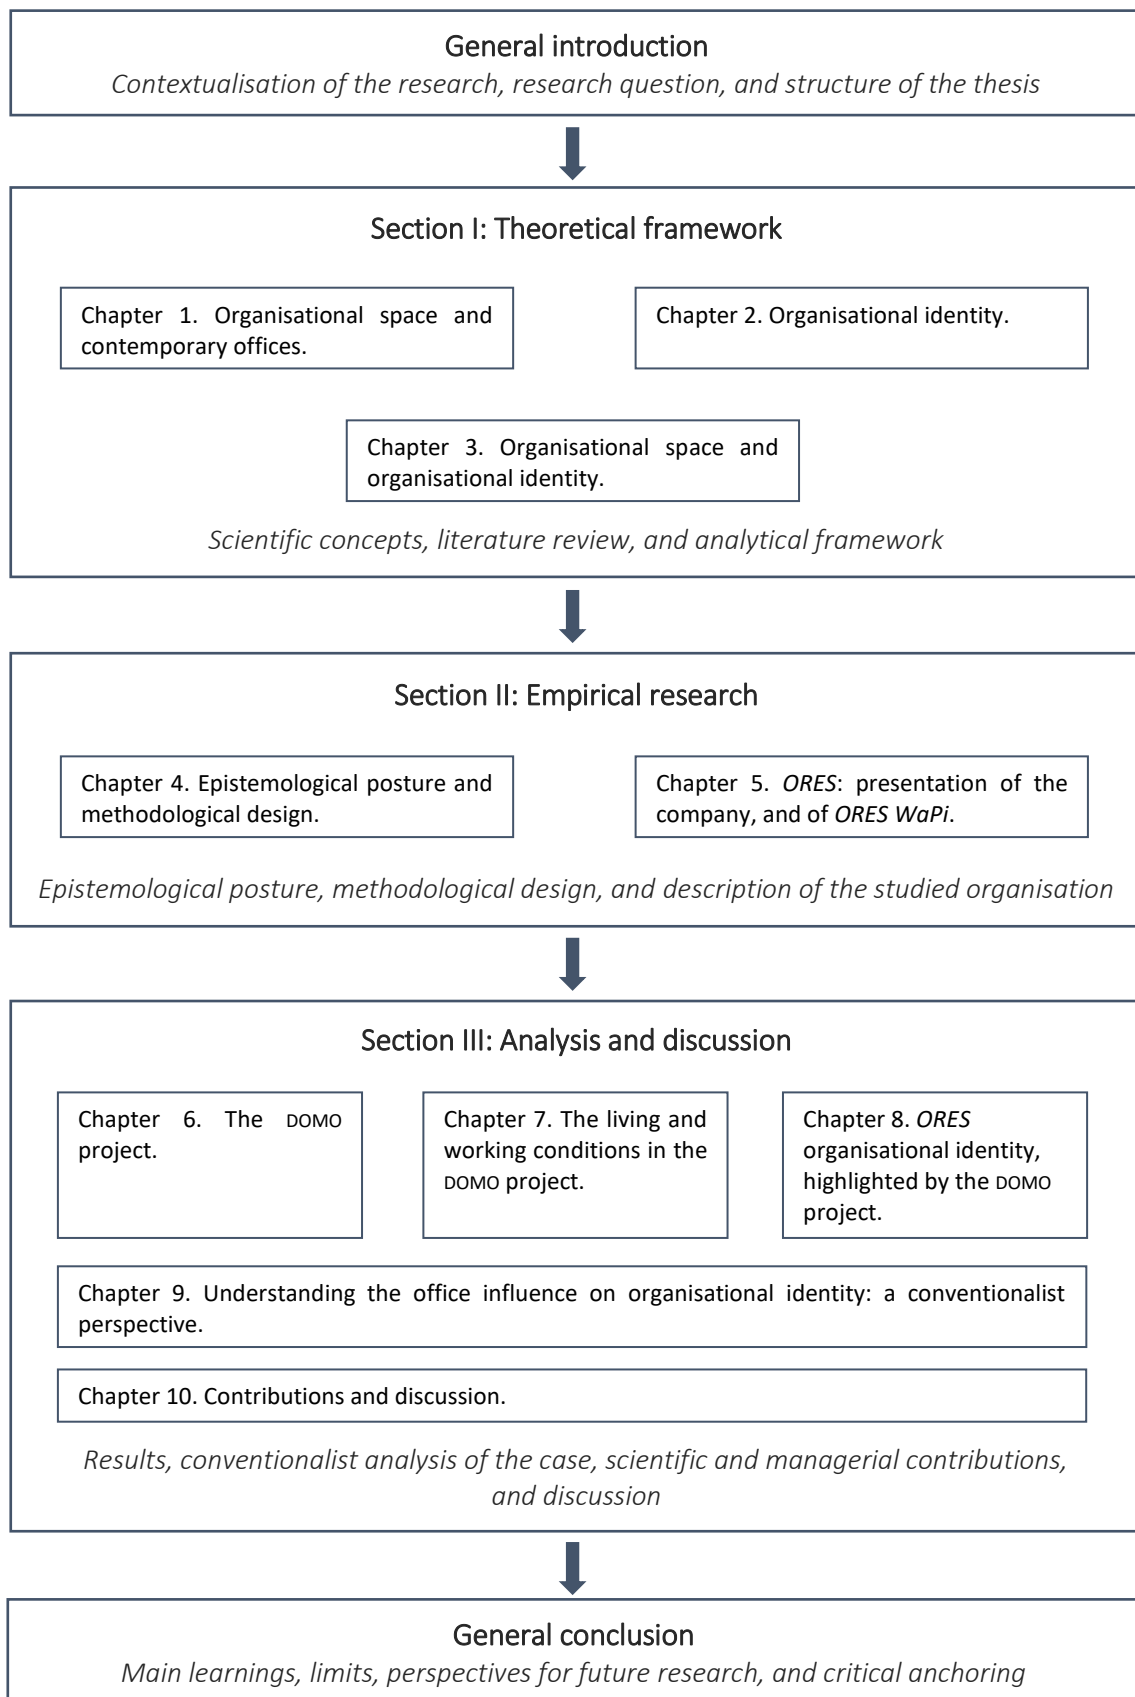 General introduction
Contextualisation of the research, research question, and structure of the thesis
Section I: Theoretical framework
Chapter 1. Organisational space and
contemporary offices.
Chapter 2. Organisational identity.
Chapter 3. Organisational space and
organisational identity.
Scientific concepts, literature review, and analytical framework
Section II: Empirical research
Chapter 4. Epistemological posture and
methodological design.
Chapter 5. ORES: presentation of the
company, and of ORES WaPi.
Epistemological posture, methodological design, and description of the studied organisation
Section III: Analysis and discussion
Chapter 6. The DOMO
project.
Chapter 7. The living and
working conditions in the
DOMO project.
Chapter 8. ORES
organisational identity,
highlighted by the DOMO
project.
Chapter 9. Understanding the office influence on organisational identity: a conventionalist
perspective.
Chapter 10. Contributions and discussion.
Results, conventionalist analysis of the case, scientific and managerial contributions,
and discussion
General conclusion
Main learnings, limits, perspectives for future research, and critical anchoring